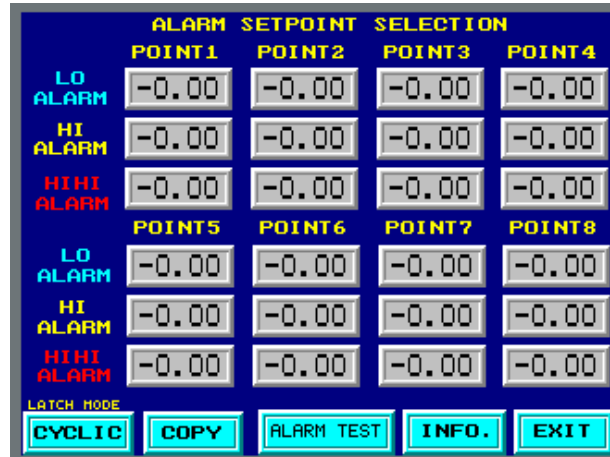 ALARM SETPOINT SELECTION
POINT1 POINT2 POINT3 POINT4
LO ALARM -0.00 -0.00 -0.00 -0.00
HI ALARM -0.00 -0.00 -0.00 -0.00
HIHI ALARM -0.00 -0.00 -0.00 -0.00
POINT5 POINT6 POINT7 POINT8
LO ALARM -0.00 -0.00 -0.00 -0.00
HI ALARM -0.00 -0.00 -0.00 -0.00
HIHI ALARM -0.00 -0.00 -0.00 -0.00
LATCH MODE
CYCLIC COPY ALARM TEST INFO. EXIT